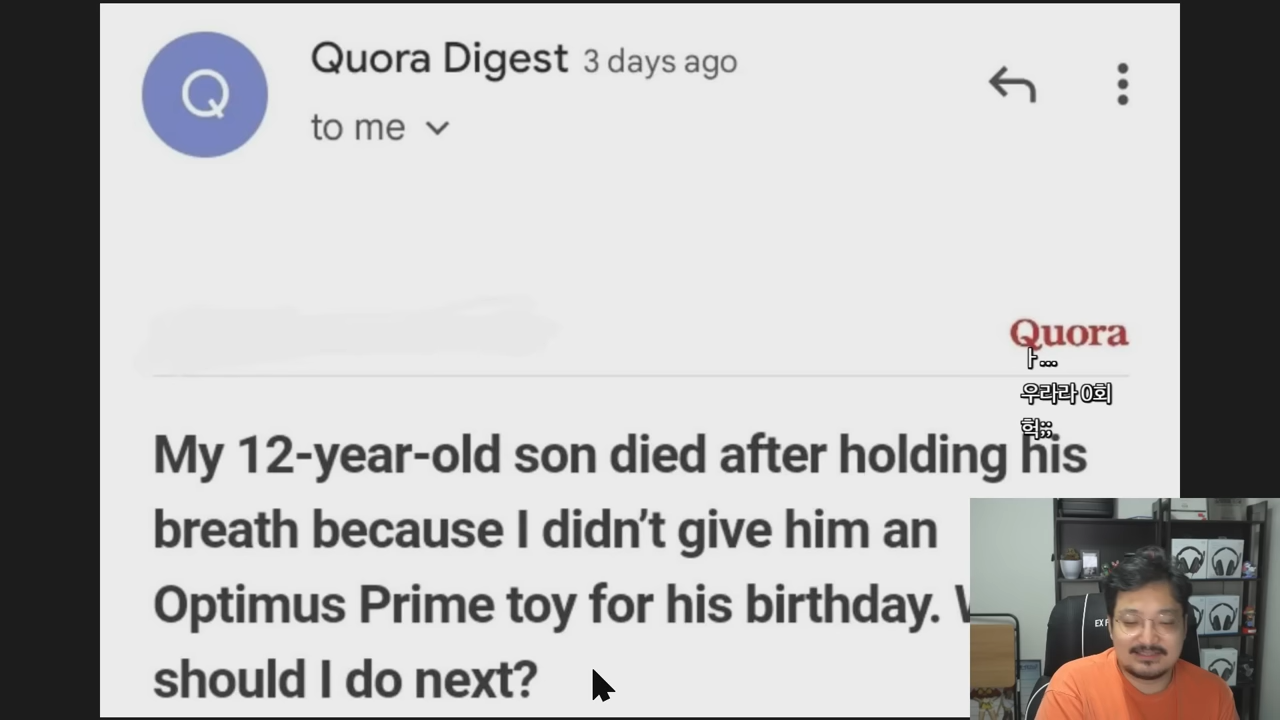 Q
Quora Digest 3 days ago
to me
Quora
ㅏ...
우라라 0회
헉;;
My 12-year-old son died after holding his
breath because I didn't give him an
Optimus Prime toy for his birthday.
should I do next?
EX F